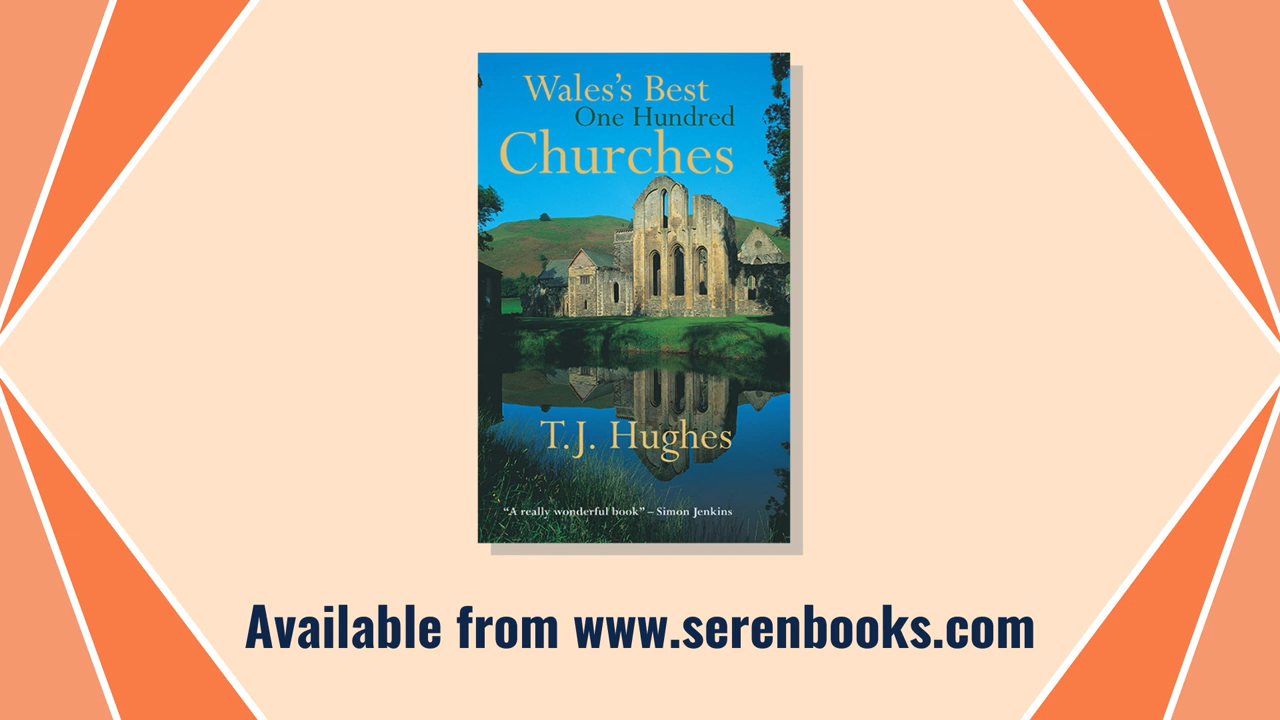 Wales's Best
One Hundred
Churches
T.J. Hughes
“A really wonderful book” – Simon Jenkins
Available from www.serenbooks.com